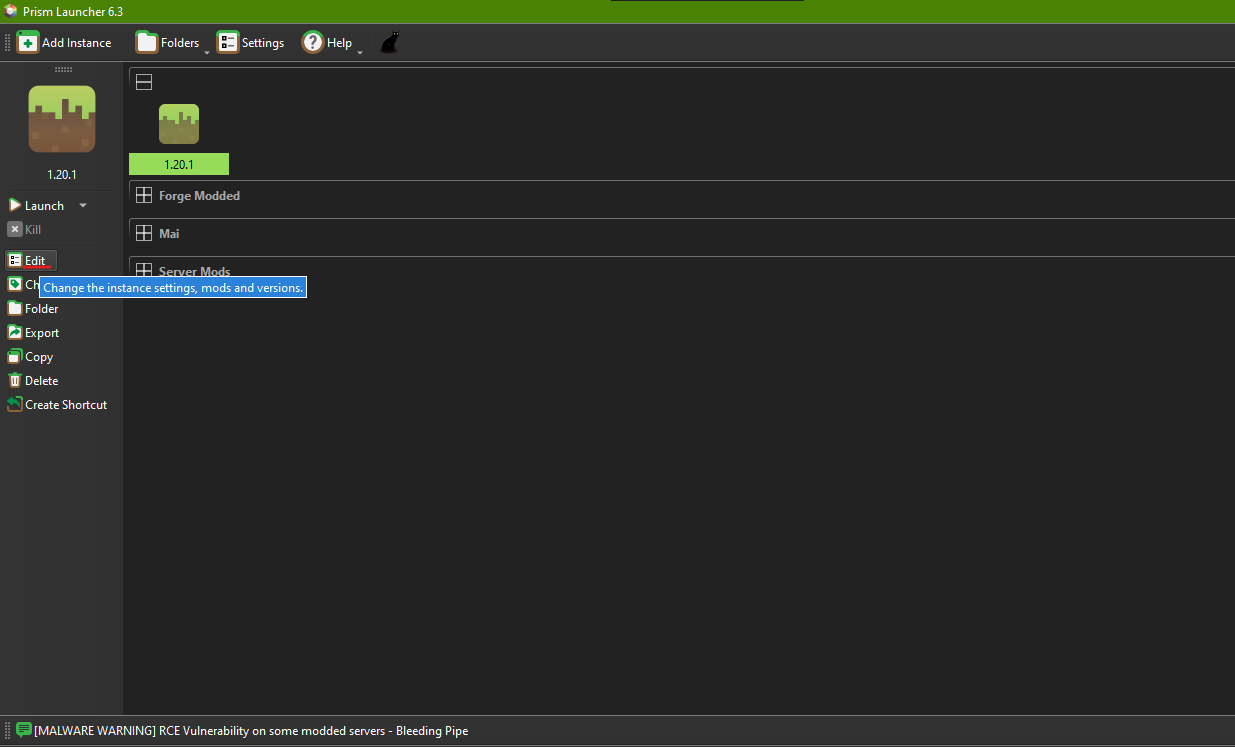 Prism Launcher 6.3
Add Instance Folders Settings Help
1.20.1
Launch
Kill
Edit
Ch
Folder
Export
Copy
Delete
Create Shortcut
1.20.1
Forge Modded
Mai
Server Mods
Change the instance settings, mods and versions.
[MALWARE WARNING] RCE Vulnerability on some modded servers - Bleeding Pipe